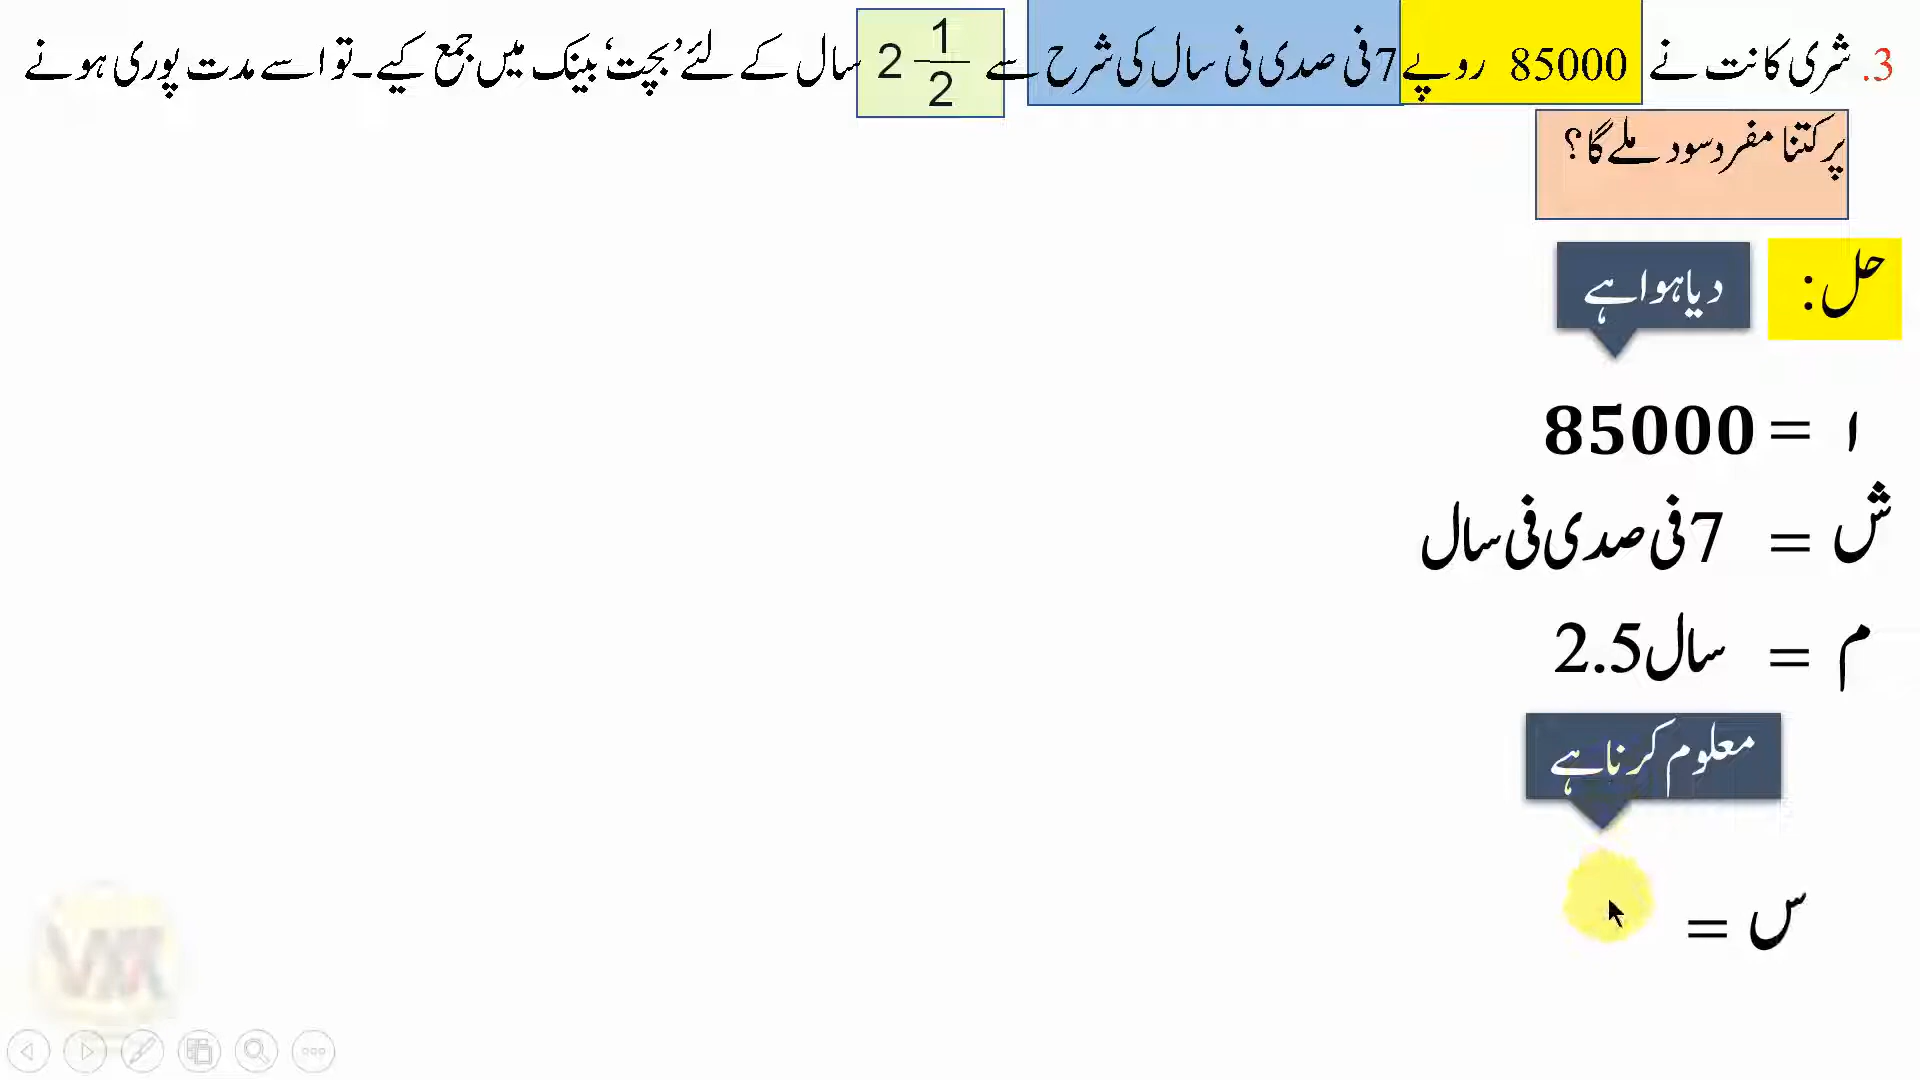 3. شری کانت نے 85000 روپے 7 فی صدی فی سال کی شرح سے 2 1/2 سال کے لئے ’بچت‘ بینک میں جمع کیے۔ تو اسے مدت پوری ہونے
پر کتنا مفرد سود ملے گا؟
حل:
دیا ہوا ہے
ا = 85000
ش = 7 فی صدی فی سال
م = 2.5 سال
معلوم کرنا ہے
س =